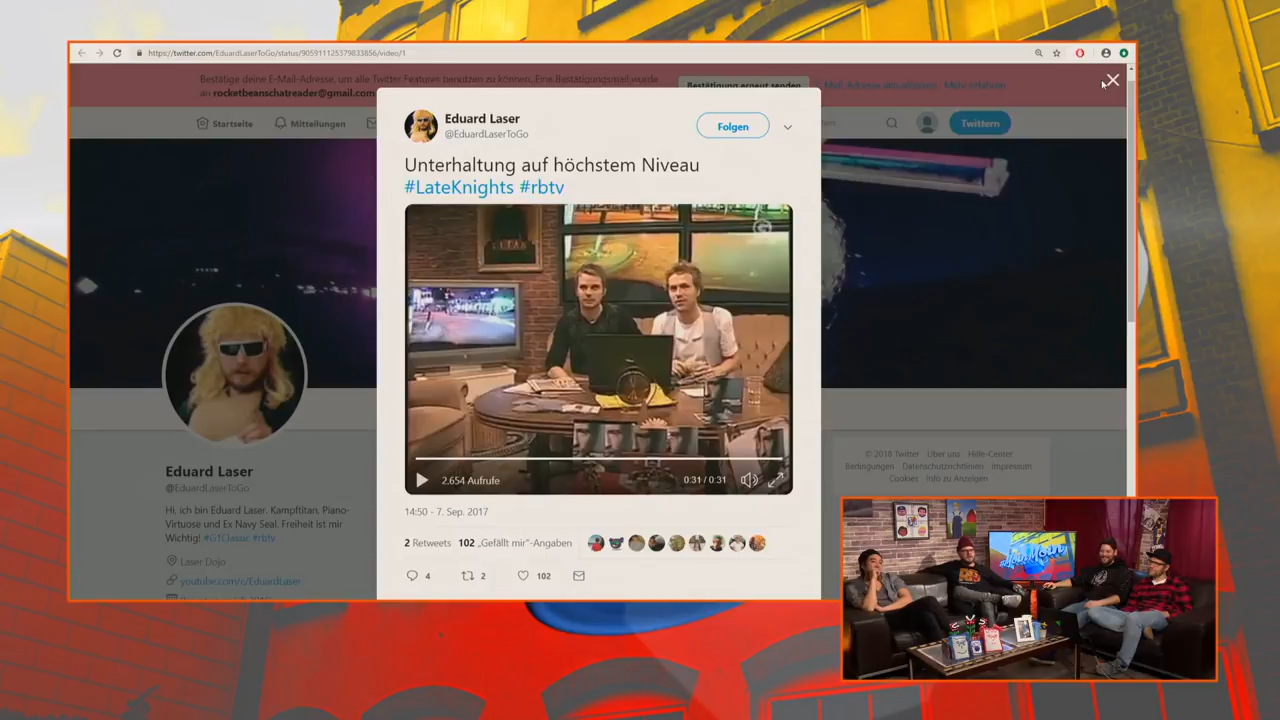 https://twitter.com/EduardLaserToGo/status/905911125379833856/video/1
Bestätige deine E-Mail-Adresse, um alle Twitter Features benutzen zu können. Eine Bestätigungsmail wurde
an rocketbeanschatreader@gmail.com
Bestätigung erneut senden
Mail Adresse aktualisieren
Mehr erfahren
Startseite
Mitteilungen
Twittern
Eduard Laser
@EduardLaserToGo
Folgen
Unterhaltung auf höchstem Niveau
#LateKnights #rbtv
2.654 Aufrufe
0:31 / 0:31
14:50 - 7. Sep. 2017
2 Retweets 102 „Gefällt mir"-Angaben
4 2 102
Eduard Laser
@EduardLaserToGo
Hi. ich bin Eduard Laser. Kampftitan, Piano-
Virtuose und Ex Navy Seal. Freiheit ist mir
Wichtig! #G1Classic #rbtv
Laser Dojo
youtube.com/c/EduardLaser
© 2018 Twitter Über uns Hilfe-Center
Bedingungen Datenschutzrichtlinien Impressum
Cookies Info zu Anzeigen
#MoinMoin